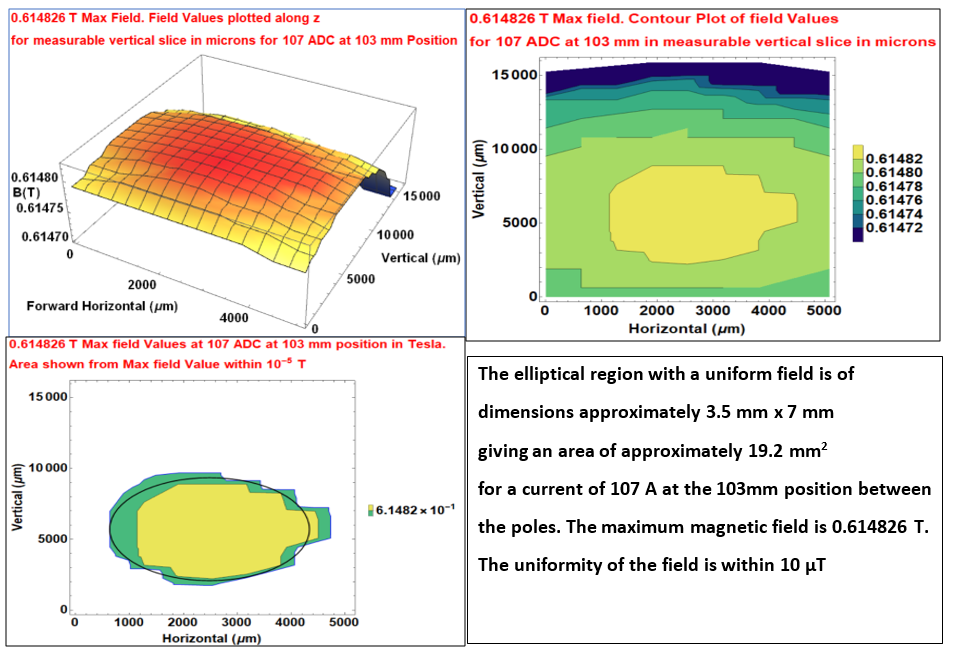 0.614826 T Max Field. Field Values plotted along z
for measurable vertical slice in microns for 107 ADC at 103 mm Position
0.61480
B(T)
0.61475
0.61470
0
2000
4000
Forward Horizontal (μm)
0
5000
10000
15000
Vertical (μm)
0.614826 T Max field. Contour Plot of field Values
for 107 ADC at 103 mm in measurable vertical slice in microns
15000
10000
5000
0
Vertical (μm)
0 1000 2000 3000 4000 5000
Horizontal (μm)
0.61482
0.61480
0.61478
0.61476
0.61474
0.61472
0.614826 T Max field Values at 107 ADC at 103 mm position in Tesla.
Area shown from Max field Value within 10⁻⁵ T
15000
10000
5000
0
Vertical (μm)
0 1000 2000 3000 4000 5000
Horizontal (μm)
6.1482 × 10⁻¹
The elliptical region with a uniform field is of
dimensions approximately 3.5 mm x 7 mm
giving an area of approximately 19.2 mm²
for a current of 107 A at the 103mm position between
the poles. The maximum magnetic field is 0.614826 T.
The uniformity of the field is within 10 μT